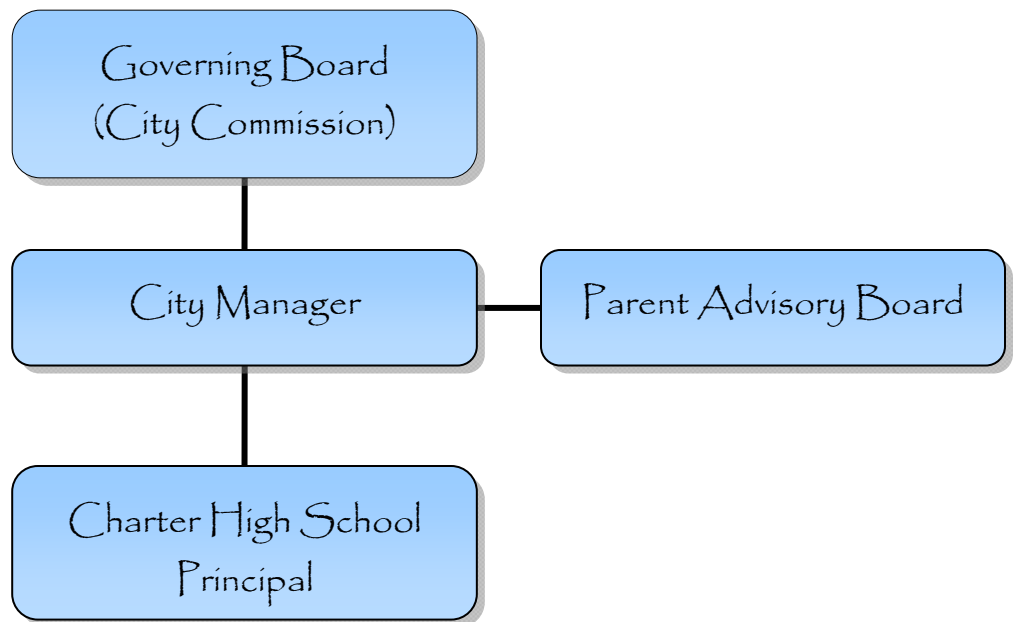 Governing Board
(City Commission)
City Manager
Parent Advisory Board
Charter High School
Principal